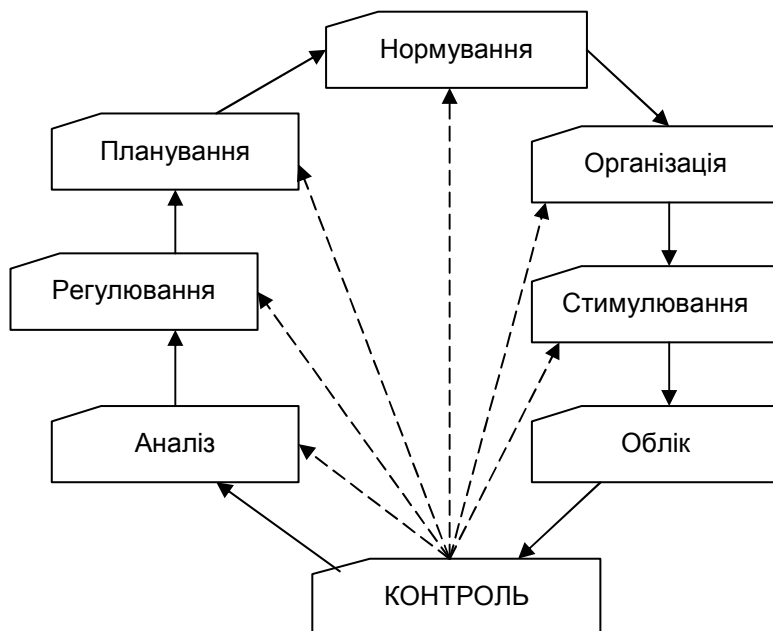 Нормування
Планування
Організація
Регулювання
Стимулювання
Аналіз
Облік
КОНТРОЛЬ